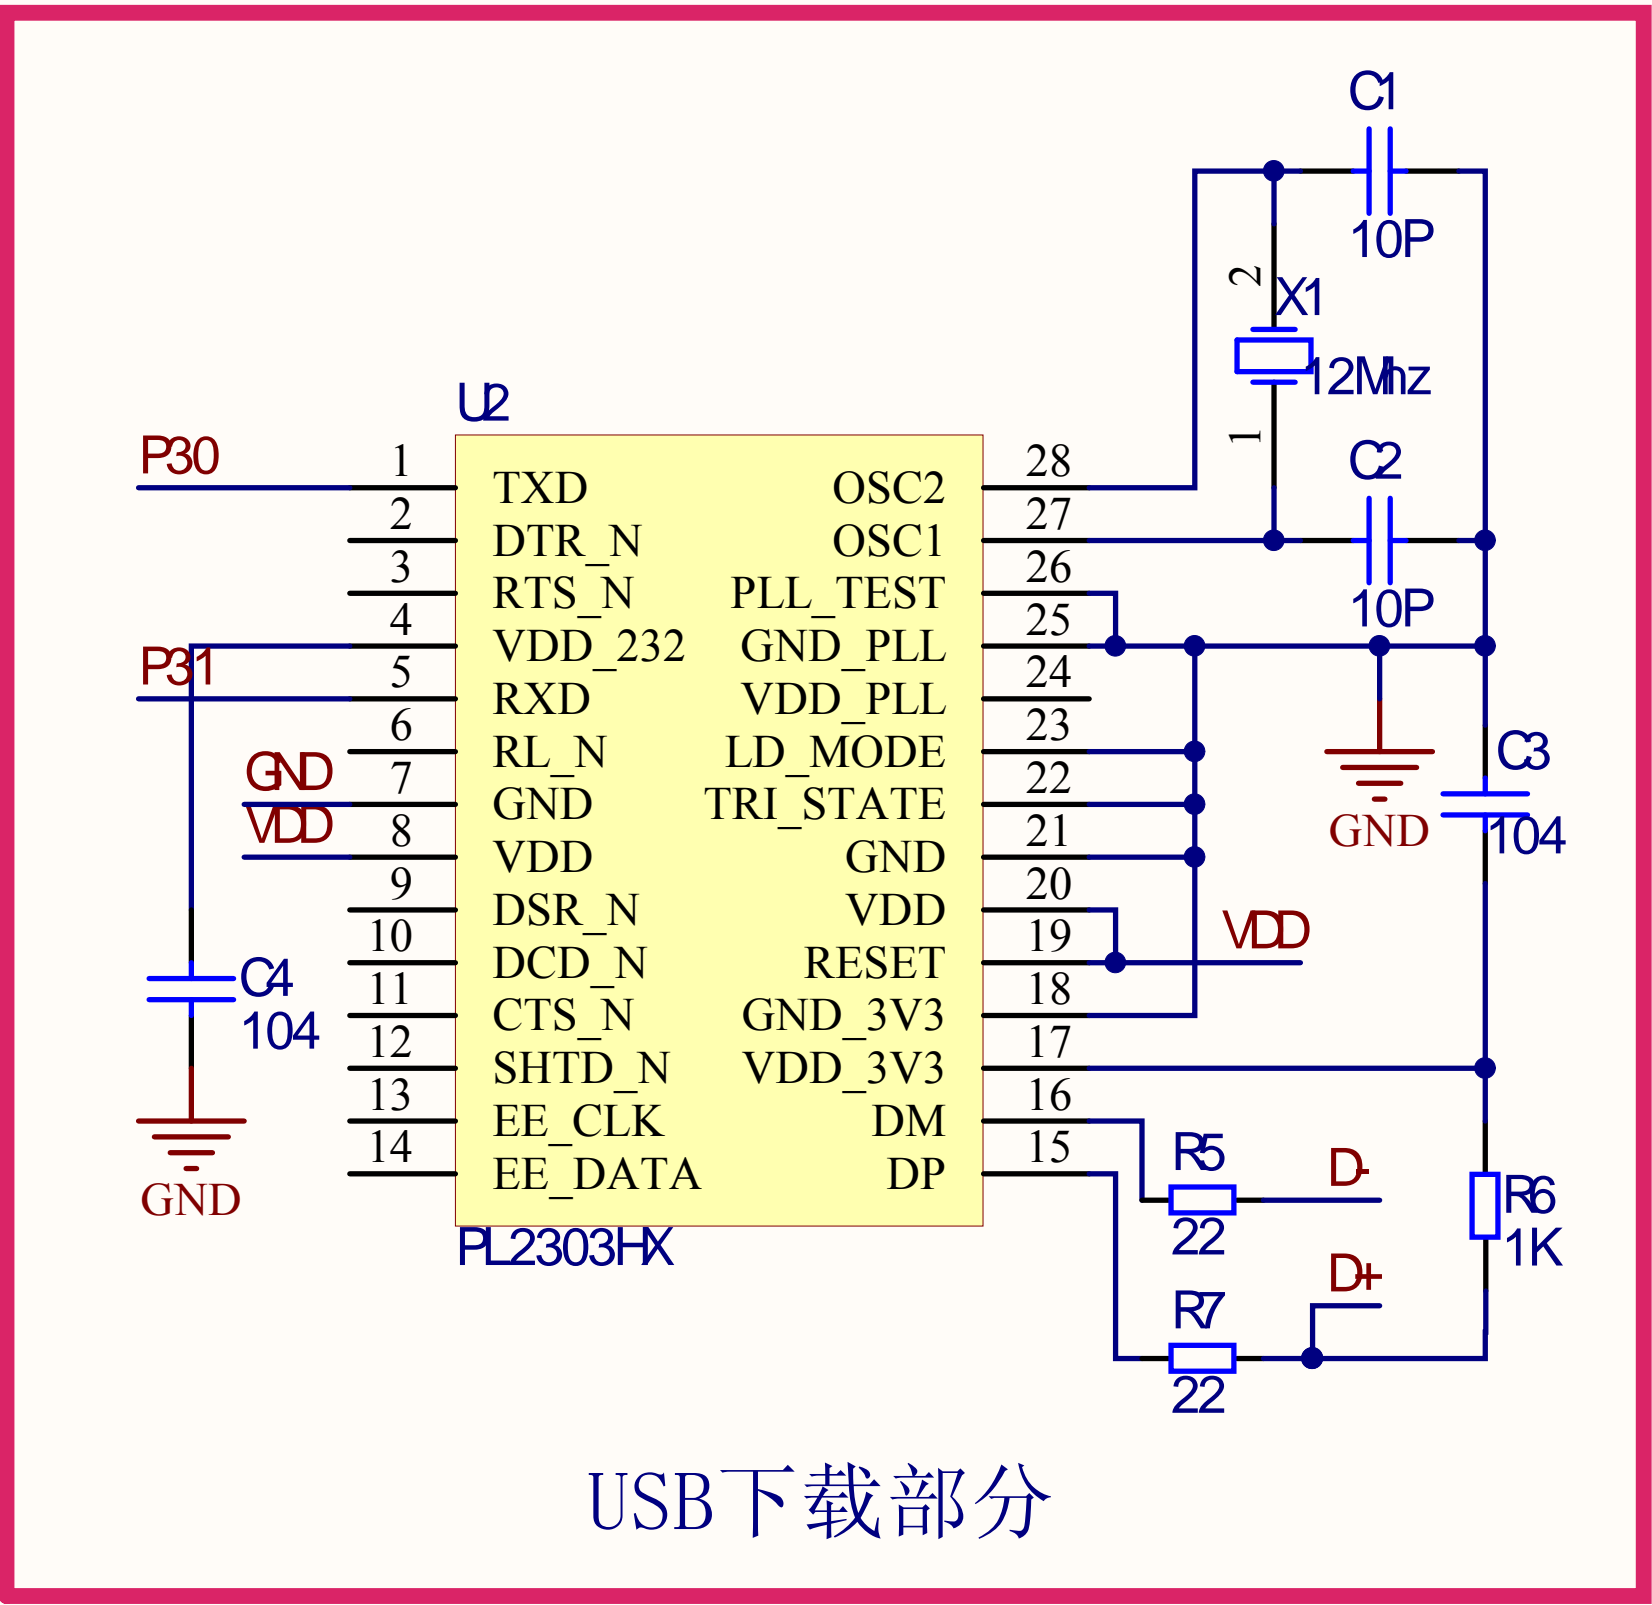 C1
10P
2
X1
12Mhz
1
C2
10P
U2
P30
1 TXD OSC2 28
2 DTR_N OSC1 27
3 RTS_N PLL_TEST 26
4 VDD_232 GND_PLL 25
P31
5 RXD VDD_PLL 24
6 RL_N LD_MODE 23
GND
7 GND TRI_STATE 22
VDD
8 VDD GND 21
9 DSR_N VDD 20
10 DCD_N RESET 19
11 CTS_N GND_3V3 18
12 SHTD_N VDD_3V3 17
13 EE_CLK DM 16
14 EE_DATA DP 15
PL2303HX
GND
C3
104
VDD
C4
104
GND
R5
22
D-
R6
1K
D+
R7
22
USB下载部分